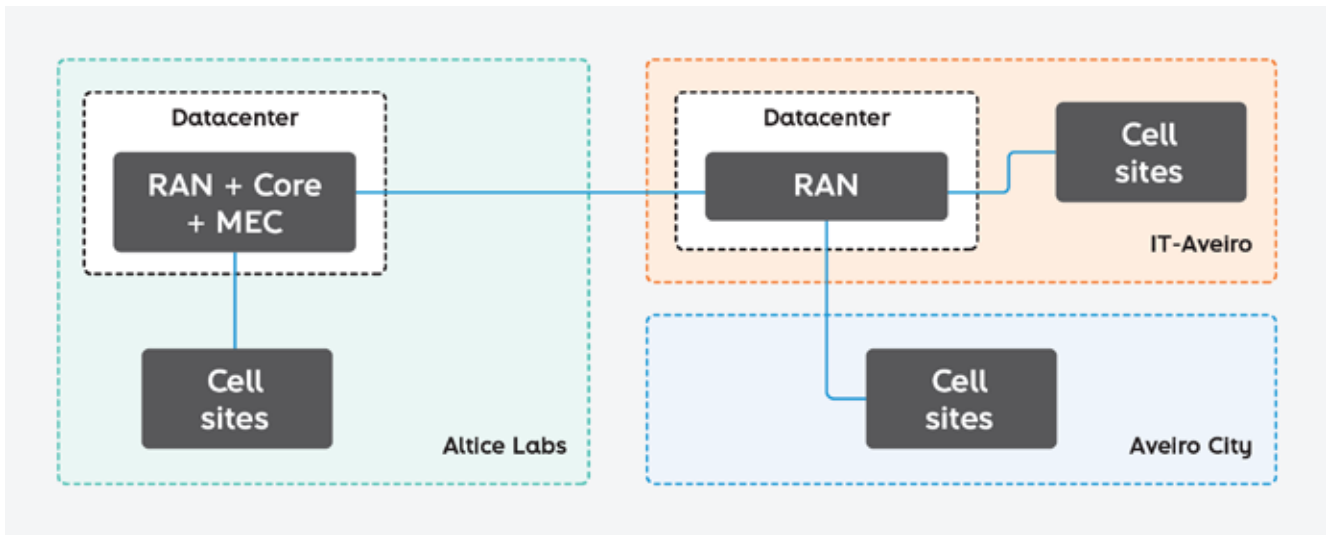 Datacenter
RAN + Core
+ MEC
Cell
sites
Altice Labs
Datacenter
RAN
Cell
sites
IT-Aveiro
Cell
sites
Aveiro City